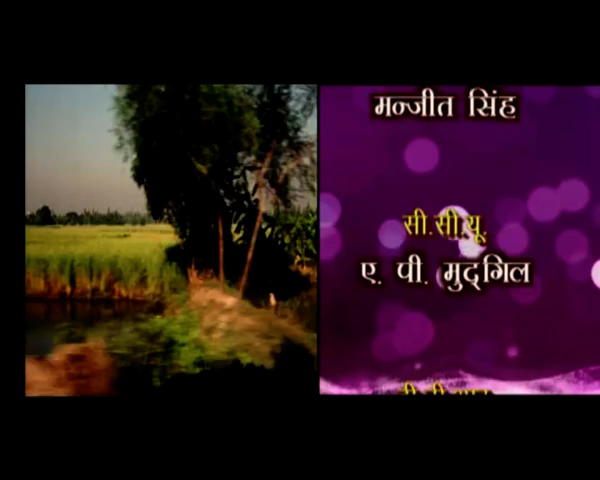 मन्जीत सिंह
सी.सी.यू.
ए. पी. मुद्गिल